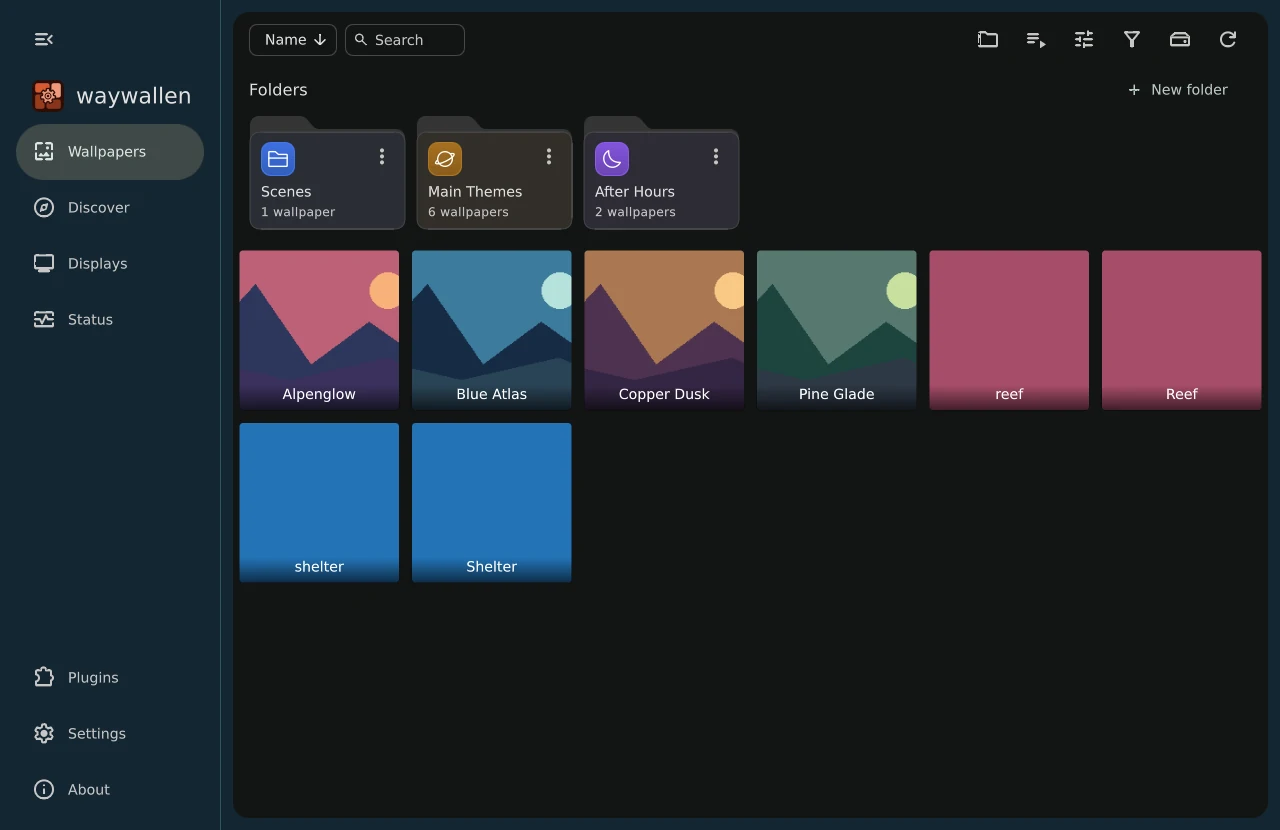 Name
Search
waywallen
Folders
New folder
Wallpapers
Discover
Displays
Status
Scenes
1 wallpaper
Main Themes
6 wallpapers
After Hours
2 wallpapers
Alpenglow
Blue Atlas
Copper Dusk
Pine Glade
reef
Reef
shelter
Shelter
Plugins
Settings
About